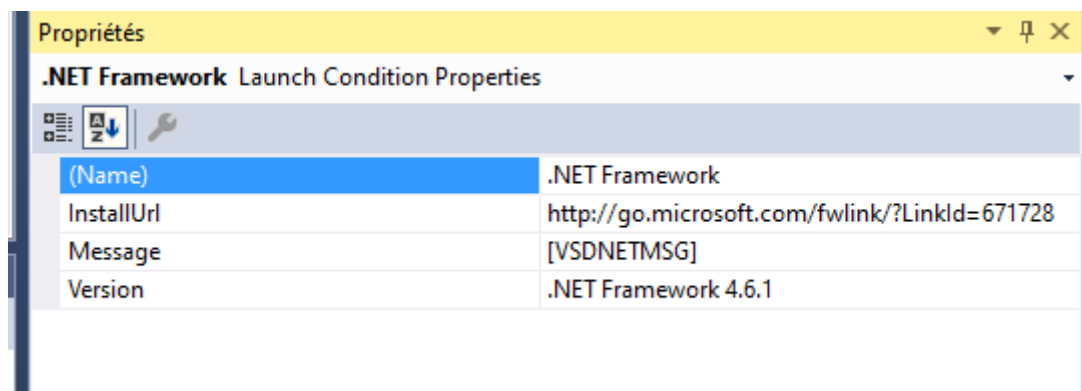 Propriétés
.NET Framework Launch Condition Properties
(Name) .NET Framework
InstallUrl http://go.microsoft.com/fwlink/?LinkId=671728
Message [VSDNETMSG]
Version .NET Framework 4.6.1